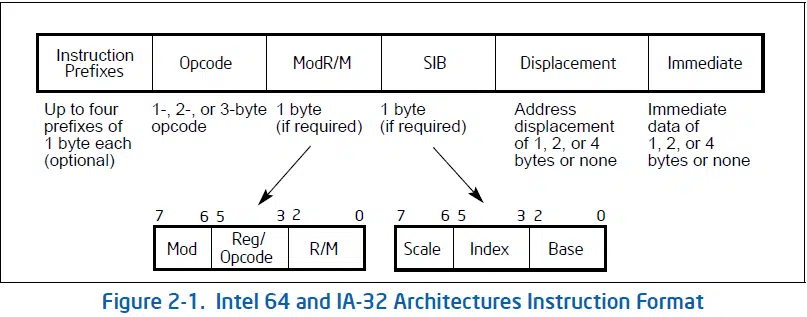 Instruction Prefixes
Opcode
ModR/M
SIB
Displacement
Immediate
Up to four
prefixes of
1 byte each
(optional)
1-, 2-, or 3-byte
opcode
1 byte
(if required)
1 byte
(if required)
Address
displacement
of 1, 2, or 4
bytes or none
Immediate
data of
1, 2, or 4
bytes or none
7 6 5 3 2 0
Mod
Reg/
Opcode
R/M
7 6 5 3 2 0
Scale
Index
Base
Figure 2-1. Intel 64 and IA-32 Architectures Instruction Format